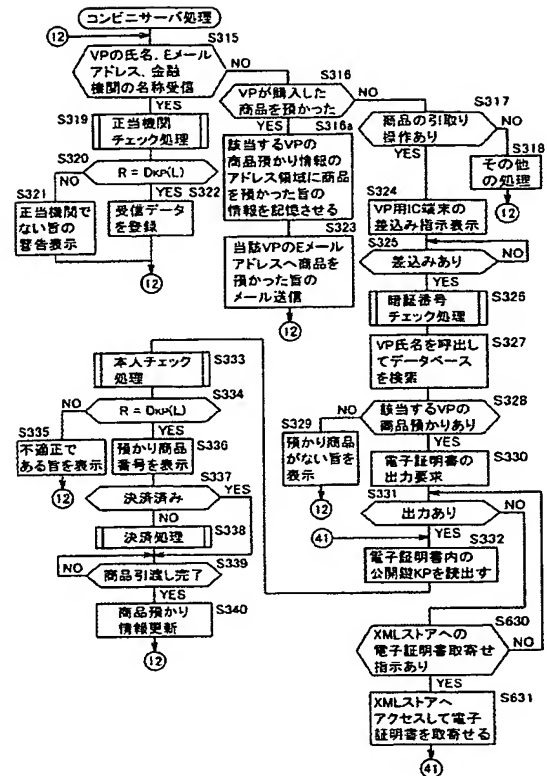 コンビニサーバ処理
12
S315
VPの氏名、Eメール
アドレス、金融
機関の名称受信
NO
YES
S316
VPが購入した
商品を預かった
NO
YES
S316a
該当するVPの
商品預かり情報の
アドレス領域に商品
を預かった旨の
情報を記憶させる
S323
当該VPのEメール
アドレスへ商品を
預かった旨の
メール送信
12
S317
商品の引取り
操作あり
NO
YES
S318
その他
の処理
12
S319
正当機関
チェック処理
S320
R = DKP(L)
NO
YES
S321
正当機関で
ない旨の
警告表示
S322
受信データ
を登録
12
S324
VP用IC端末の
差込み指示表示
S325
差込みあり
NO
YES
S326
暗証番号
チェック処理
S327
VP氏名を呼出し
てデータベース
を検索
S328
該当するVPの
商品預かりあり
NO
YES
S329
預かり商品
がない旨を
表示
12
S330
電子証明書の
出力要求
S331
出力あり
NO
YES
41
S332
電子証明書内の
公開鍵KPを読出す
S333
本人チェック
処理
S334
R = DKP(L)
NO
YES
S335
不適正で
ある旨を表示
12
S336
預かり商品
番号を表示
S337
決済済み
YES
NO
S338
決済処理
S339
商品引渡し完了
NO
YES
S340
商品預かり
情報更新
12
S630
XMLストアへの
電子証明書取寄せ
指示あり
NO
YES
S631
XMLストアへ
アクセスして電子
証明書を取寄せる
41